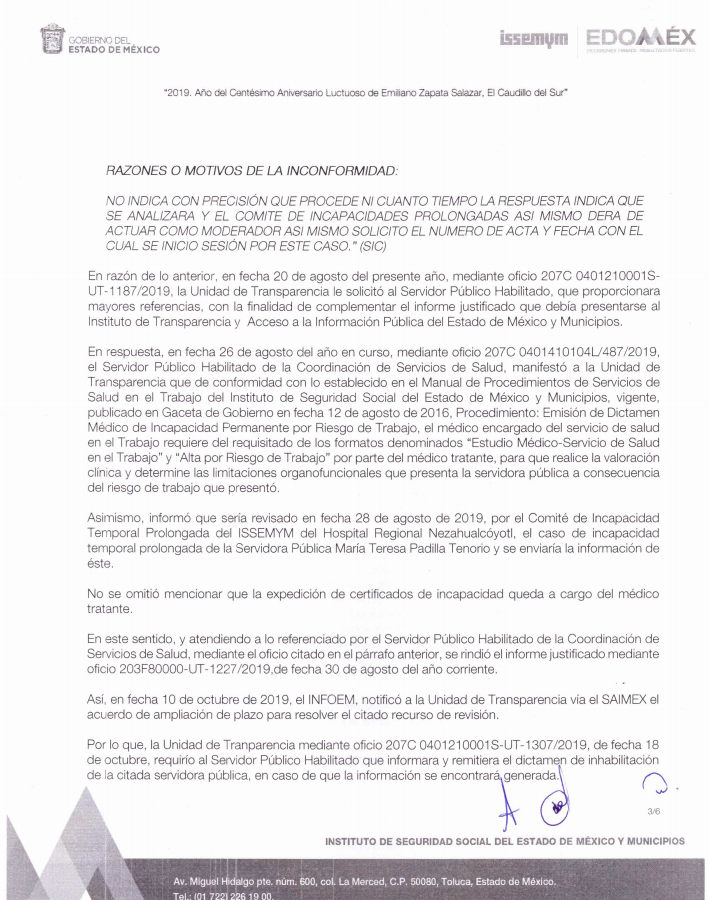 GOBIERNO DEL
ESTADO DE MÉXICO
issemym
EDOMÉX
DECISIONES FIRMES, RESULTADOS FUERTES.
"2019. Año del Centésimo Aniversario Luctuoso de Emiliano Zapata Salazar, El Caudillo del Sur"
RAZONES O MOTIVOS DE LA INCONFORMIDAD:
NO INDICA CON PRECISIÓN QUE PROCEDE NI CUANTO TIEMPO LA RESPUESTA INDICA QUE
SE ANALIZARA Y EL COMITE DE INCAPACIDADES PROLONGADAS ASI MISMO DERA DE
ACTUAR COMO MODERADOR ASI MISMO SOLICITO EL NUMERO DE ACTA Y FECHA CON EL
CUAL SE INICIO SESIÓN POR ESTE CASO." (SIC)
En razón de lo anterior, en fecha 20 de agosto del presente año, mediante oficio 207C 0401210001S-
UT-1187/2019, la Unidad de Transparencia le solicitó al Servidor Público Habilitado, que proporcionara
mayores referencias, con la finalidad de complementar el informe justificado que debía presentarse al
Instituto de Transparencia y Acceso a la Información Pública del Estado de México y Municipios.
En respuesta, en fecha 26 de agosto del año en curso, mediante oficio 207C 0401410104L/487/2019,
el Servidor Público Habilitado de la Coordinación de Servicios de Salud, manifestó a la Unidad de
Transparencia que de conformidad con lo establecido en el Manual de Procedimientos de Servicios de
Salud en el Trabajo del Instituto de Seguridad Social del Estado de México y Municipios, vigente,
publicado en Gaceta de Gobierno en fecha 12 de agosto de 2016, Procedimiento: Emisión de Dictamen
Médico de Incapacidad Permanente por Riesgo de Trabajo, el médico encargado del servicio de salud
en el Trabajo requiere del requisitado de los formatos denominados "Estudio Médico-Servicio de Salud
en el Trabajo" y "Alta por Riesgo de Trabajo" por parte del médico tratante, para que realice la valoración
clínica y determine las limitaciones organofuncionales que presenta la servidora pública a consecuencia
del riesgo de trabajo que presentó.
Asimismo, informó que sería revisado en fecha 28 de agosto de 2019, por el Comité de Incapacidad
Temporal Prolongada del ISSEMYM del Hospital Regional Nezahualcóyotl, el caso de incapacidad
temporal prolongada de la Servidora Pública María Teresa Padilla Tenorio y se enviaría la información de
éste.
No se omitió mencionar que la expedición de certificados de incapacidad queda a cargo del médico
tratante.
En este sentido, y atendiendo a lo referenciado por el Servidor Público Habilitado de la Coordinación de
Servicios de Salud, mediante el oficio citado en el párrafo anterior, se rindió el informe justificado mediante
oficio 203F80000-UT-1227/2019,de fecha 30 de agosto del año corriente.
Así, en fecha 10 de octubre de 2019, el INFOEM, notificó a la Unidad de Transparencia vía el SAIMEX el
acuerdo de ampliación de plazo para resolver el citado recurso de revisión.
Por lo que, la Unidad de Tranparencia mediante oficio 207C 0401210001S-UT-1307/2019, de fecha 18
de octubre, requirío al Servidor Público Habilitado que informara y remitiera el dictamen de inhabilitación
de la citada servidora pública, en caso de que la información se encontrará generada.
3/6
INSTITUTO DE SEGURIDAD SOCIAL DEL ESTADO DE MÉXICO Y MUNICIPIOS
Av. Miguel Hidalgo pte. núm. 600, col. La Merced, C.P. 50080, Toluca, Estado de México.
Tel.: (01 722) 226 19 00.